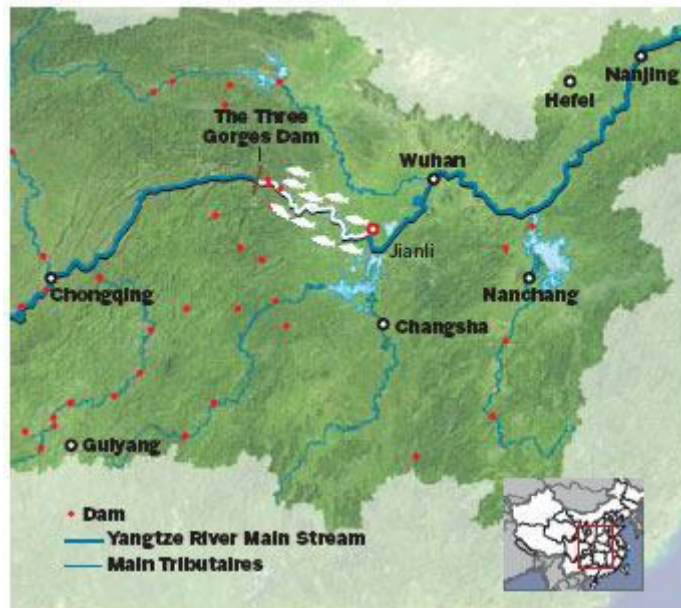 Nanjing
Hefei
The Three
Gorges Dam
Wuhan
Jianli
Chongqing
Nanchang
Changsha
Guiyang
Dam
Yangtze River Main Stream
Main Tributaires